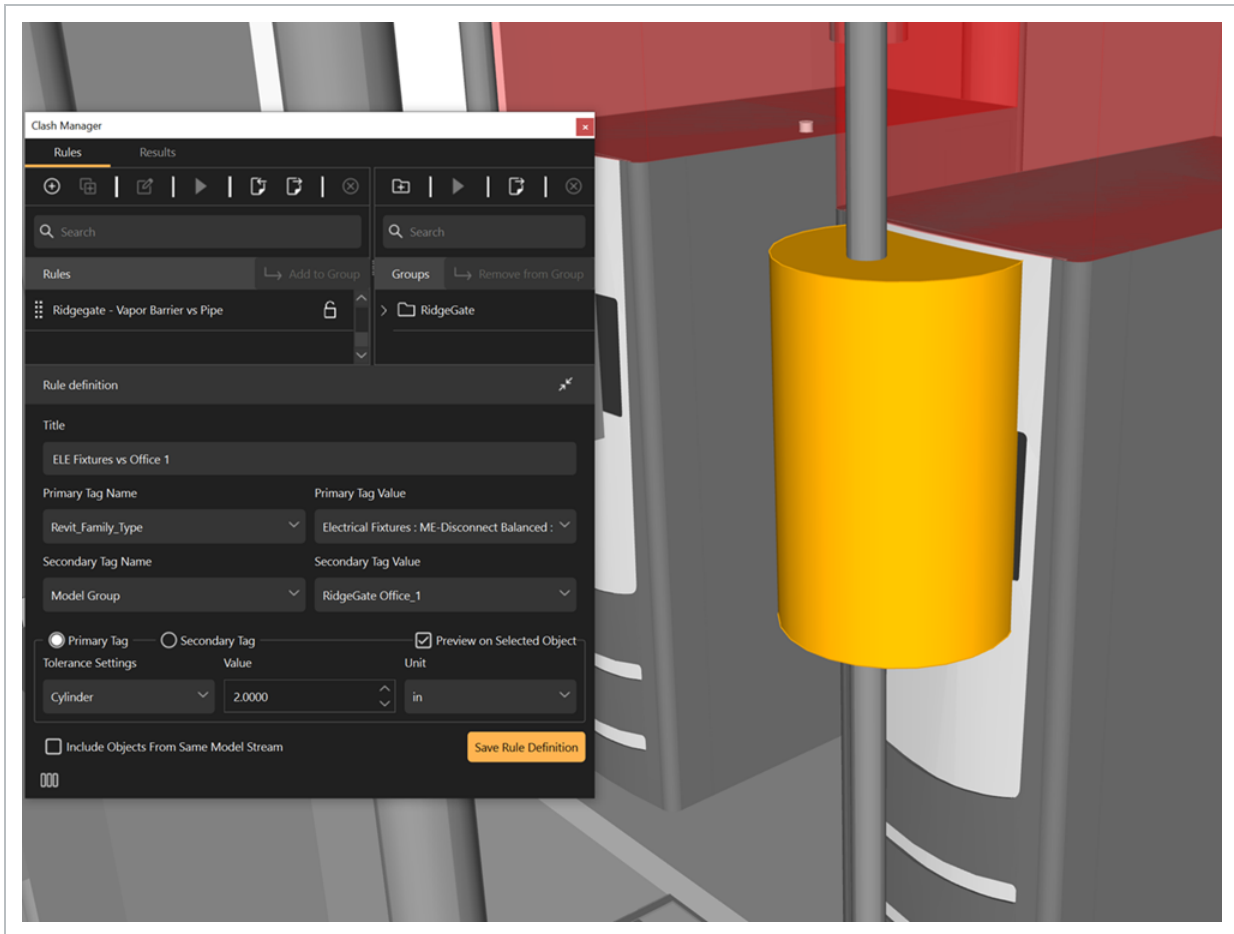 Clash Manager
Rules Results
Search Search
Rules Add to Group Groups Remove from Group
Ridgegate - Vapor Barrier vs Pipe RidgeGate
Rule definition
Title
ELE Fixtures vs Office 1
Primary Tag Name Primary Tag Value
Revit_Family_Type Electrical Fixtures : ME-Disconnect Balanced :
Secondary Tag Name Secondary Tag Value
Model Group RidgeGate Office_1
Primary Tag Secondary Tag Preview on Selected Object
Tolerance Settings Value Unit
Cylinder 2.0000 in
Include Objects From Same Model Stream Save Rule Definition